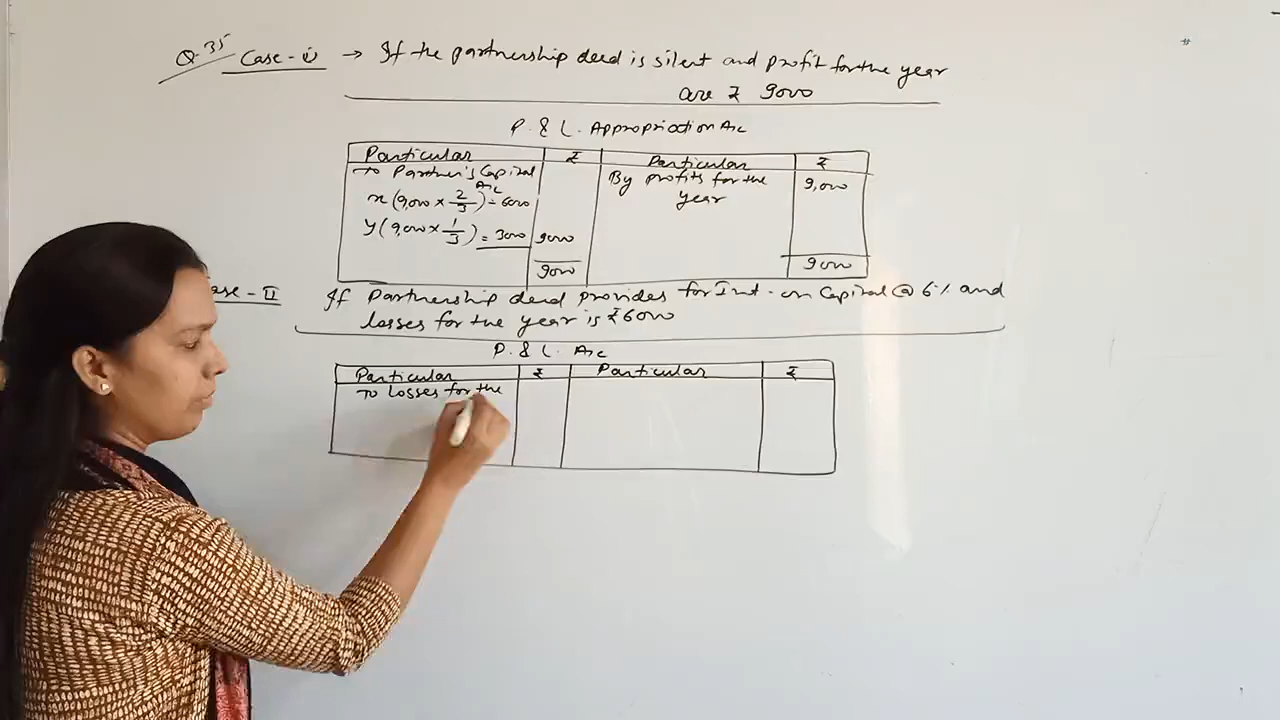 Q.35 Case-(i) → If the partnership deed is silent and profit for the year
are ₹ 9000
P. & L. Appropriation A/c
Particular ₹ Particular ₹
To Partner's Capital A/c By profits for the year 9,000
x (9,000 × 2/3) = 6000
y (9,000 × 1/3) = 3000 9000
9000 9000
ase-II If Partnership deed provides for Int. on Capital @ 6% and
losses for the year is ₹6000
P. & L. A/c
Particular ₹ Particular ₹
To Losses for the